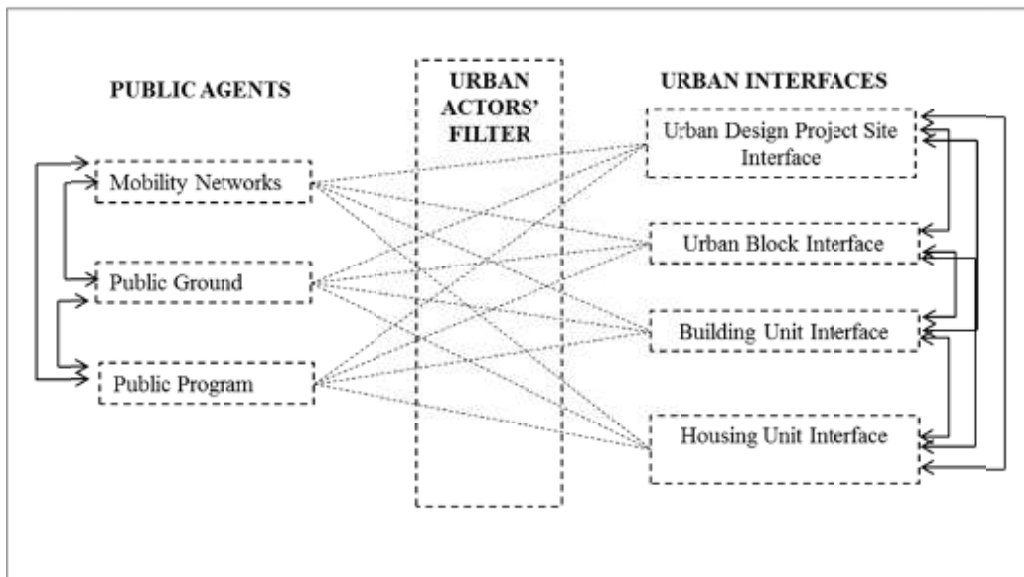 PUBLIC AGENTS
Mobility Networks
Public Ground
Public Program
URBAN
ACTORS'
FILTER
URBAN INTERFACES
Urban Design Project Site
Interface
Urban Block Interface
Building Unit Interface
Housing Unit Interface